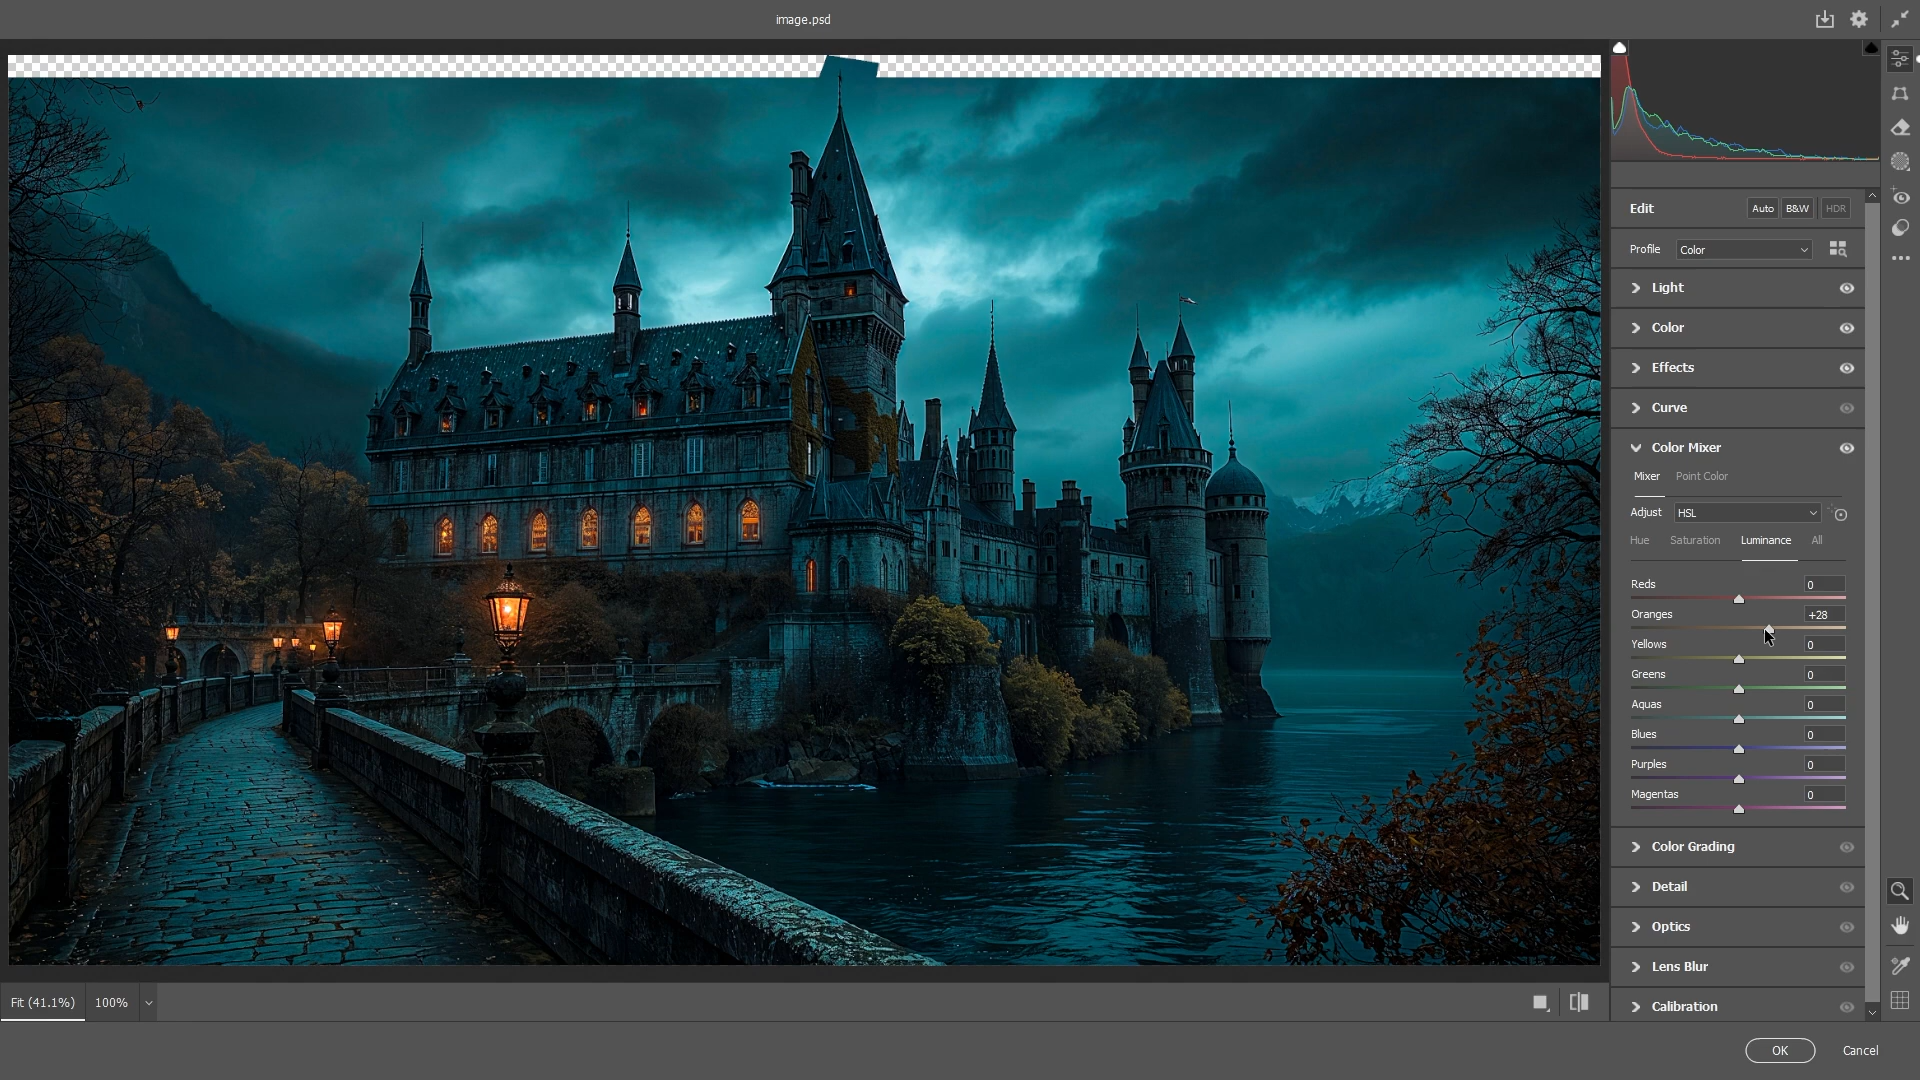 image.psd
Edit
Auto
B&W
HDR
Profile
Color
Light
Color
Effects
Curve
Color Mixer
Mixer
Point Color
Adjust
HSL
Hue
Saturation
Luminance
All
Reds
0
Oranges
+28
Yellows
0
Greens
0
Aquas
0
Blues
0
Purples
0
Magentas
0
Color Grading
Detail
Optics
Lens Blur
Calibration
Fit (41.1%)
100%
OK
Cancel